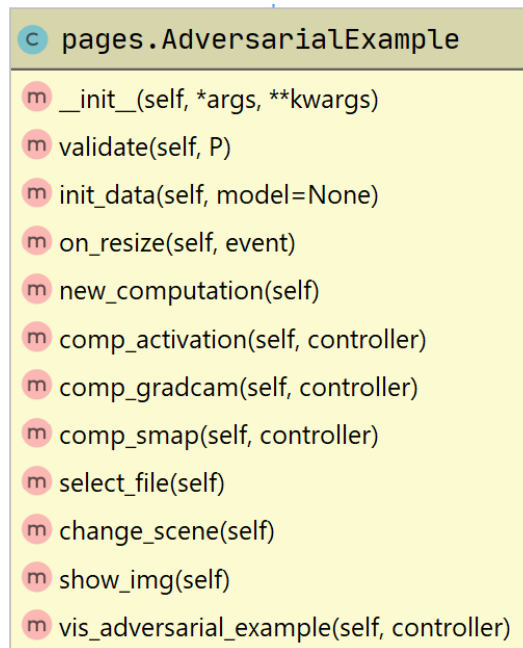 c pages.AdversarialExample
m __init__(self, *args, **kwargs)
m validate(self, P)
m init_data(self, model=None)
m on_resize(self, event)
m new_computation(self)
m comp_activation(self, controller)
m comp_gradcam(self, controller)
m comp_smap(self, controller)
m select_file(self)
m change_scene(self)
m show_img(self)
m vis_adversarial_example(self, controller)